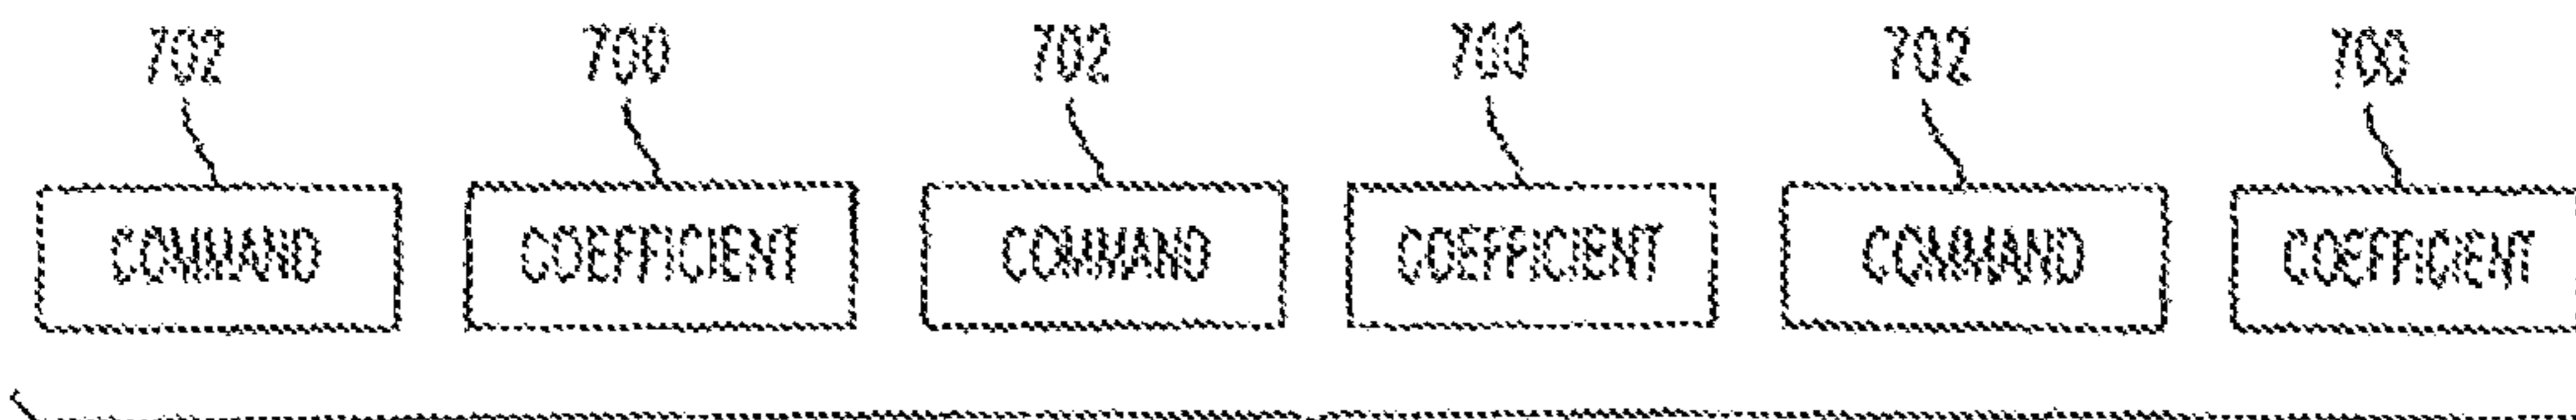 702 700 702 700 702 700
COMMAND COEFFICIENT COMMAND COEFFICIENT COMMAND COEFFICIENT